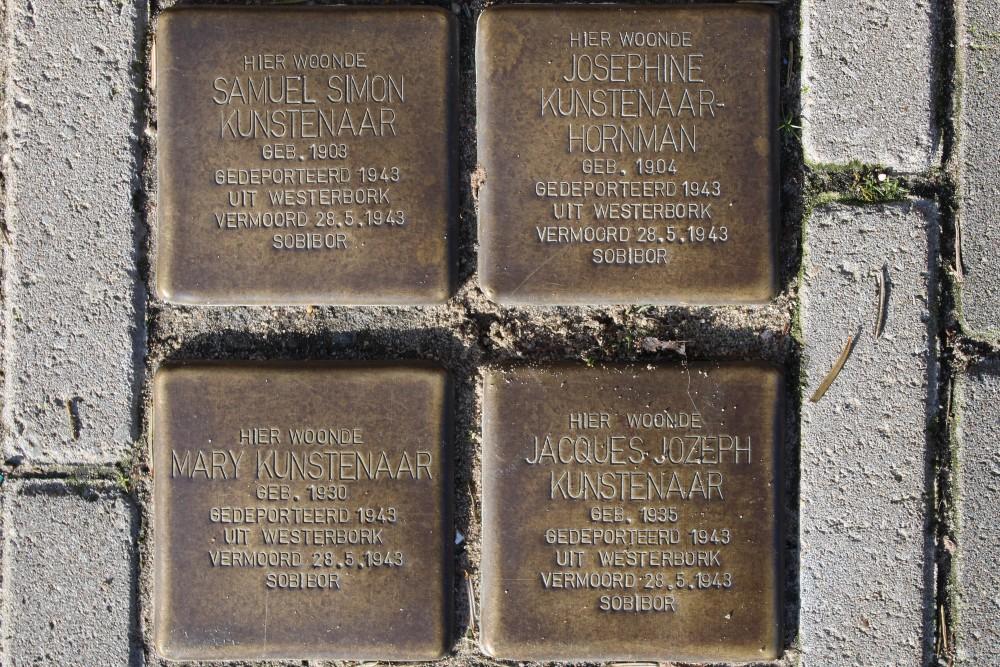 HIER WOONDE
SAMUEL SIMON
KUNSTENAAR
GEB. 1903
GEDEPORTEERD 1943
UIT WESTERBORK
VERMOORD 28.5.1943
SOBIBOR
HIER WOONDE
JOSEPHINE
KUNSTENAAR-
HORNMAN
GEB. 1904
GEDEPORTEERD 1943
UIT WESTERBORK
VERMOORD 28.5.1943
SOBIBOR
HIER WOONDE
MARY KUNSTENAAR
GEB. 1930
GEDEPORTEERD 1943
UIT WESTERBORK
VERMOORD 28.5.1943
SOBIBOR
HIER WOONDE
JACQUES JOZEPH
KUNSTENAAR
GEB. 1935
GEDEPORTEERD 1943
UIT WESTERBORK
VERMOORD 28.5.1943
SOBIBOR